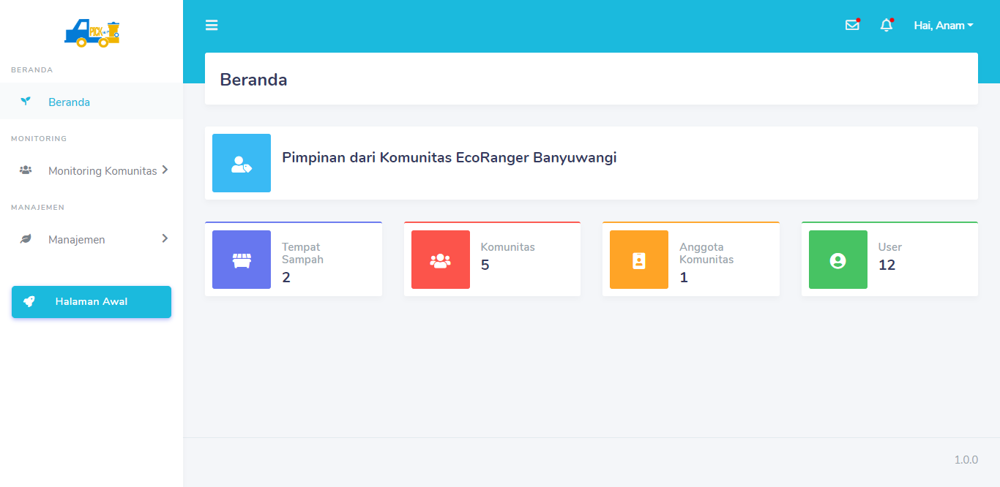 PICK
BERANDA
Beranda
MONITORING
Monitoring Komunitas
MANAJEMEN
Manajemen
Halaman Awal
Hai, Anam
Beranda
Pimpinan dari Komunitas EcoRanger Banyuwangi
Tempat
Sampah
2
Komunitas
5
Anggota
Komunitas
1
User
12
1.0.0